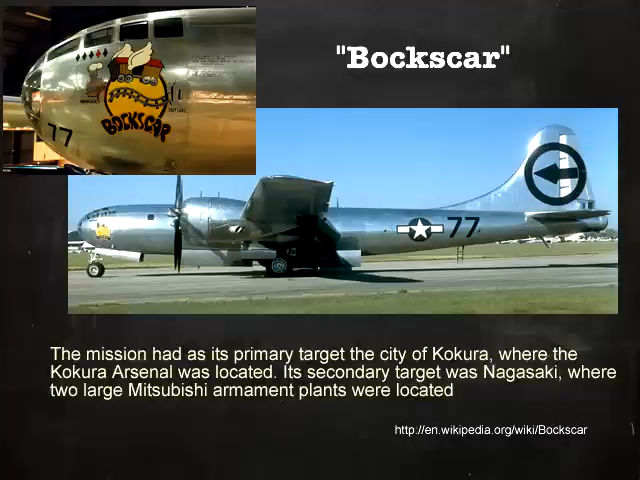 "Bockscar"
77
BOCKSCAR
77
The mission had as its primary target the city of Kokura, where the
Kokura Arsenal was located. Its secondary target was Nagasaki, where
two large Mitsubishi armament plants were located
http://en.wikipedia.org/wiki/Bockscar